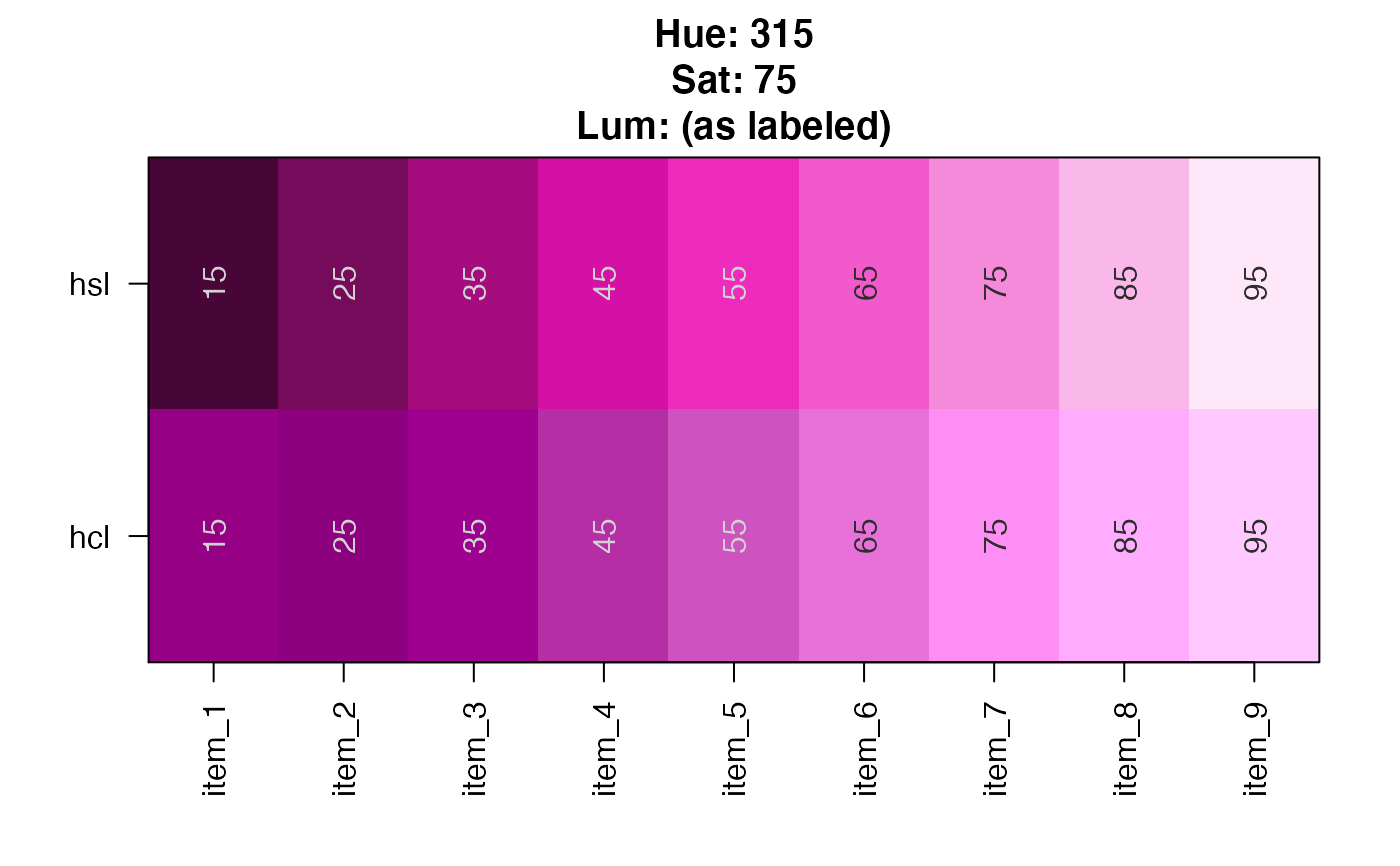 Hue: 315
Sat: 75
Lum: (as labeled)
hsl
15 25 35 45 55 65 75 85 95
hcl
15 25 35 45 55 65 75 85 95
item_1 item_2 item_3 item_4 item_5 item_6 item_7 item_8 item_9